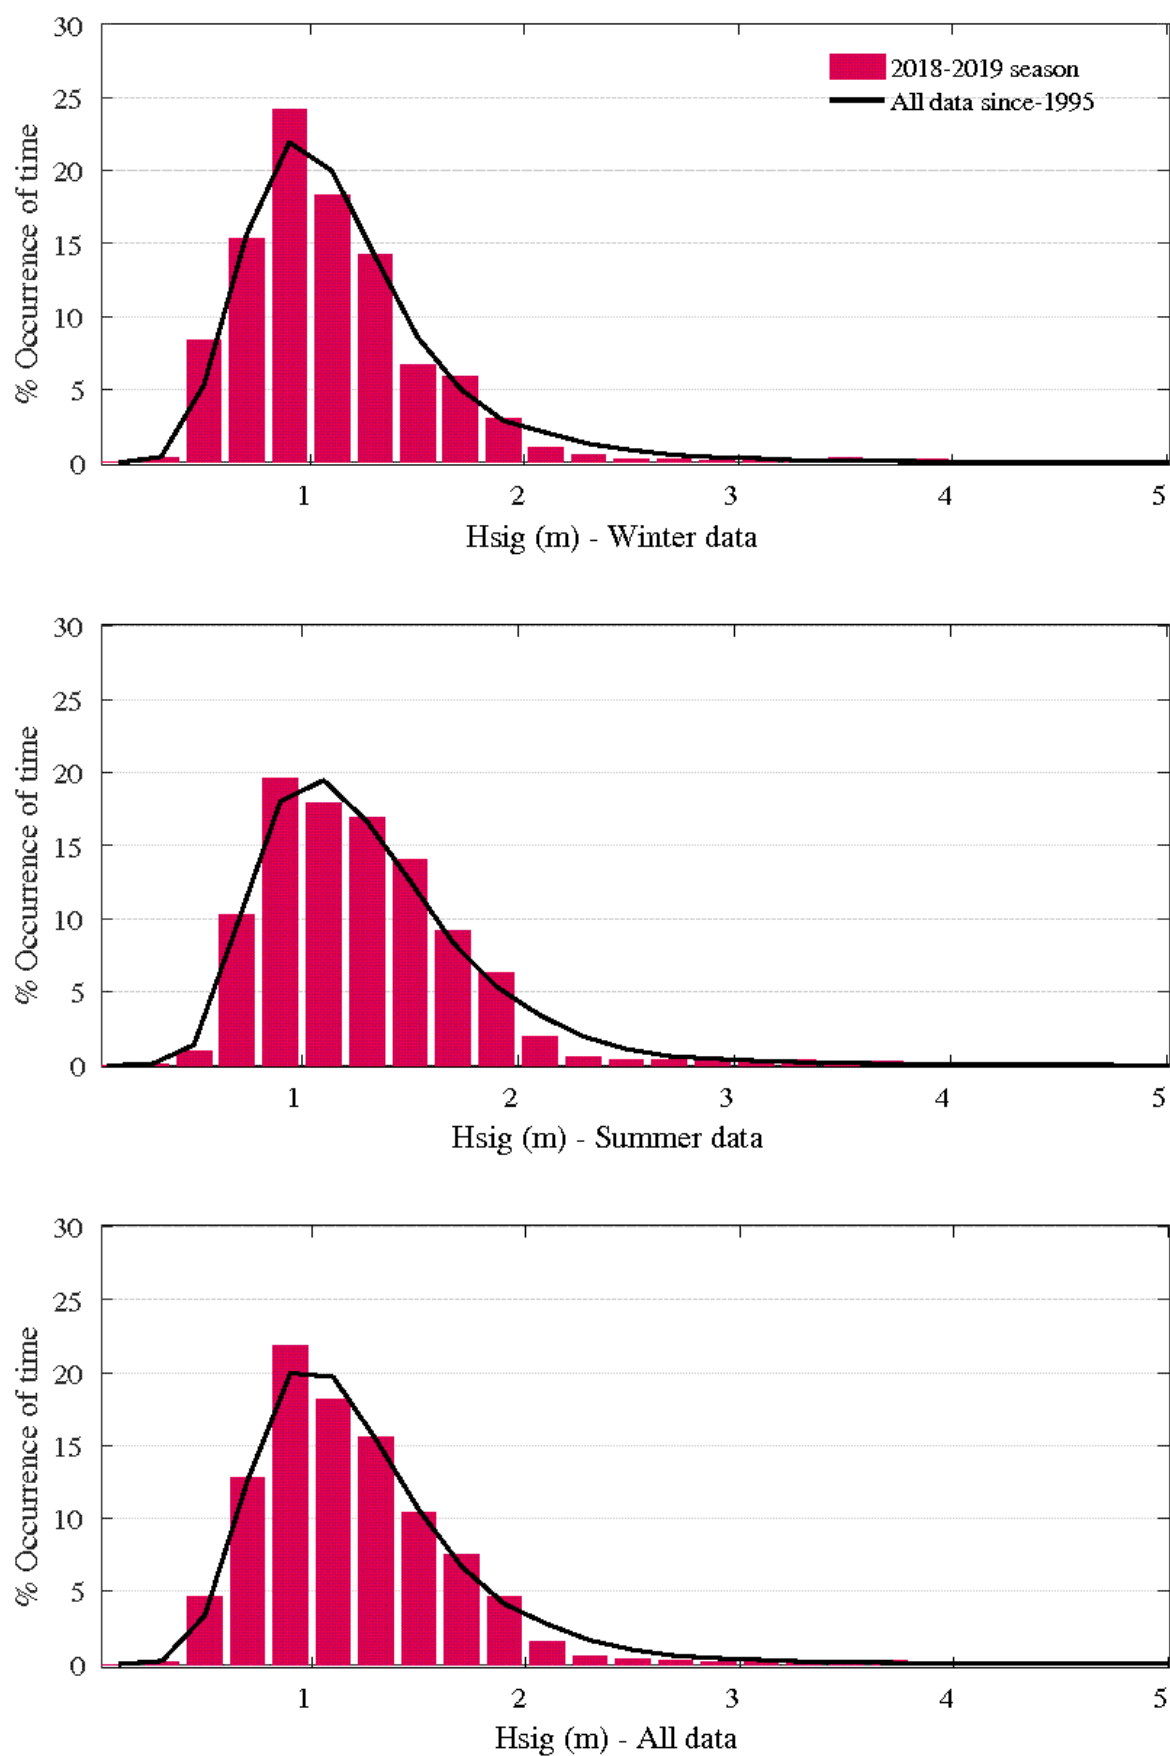 30
25
20
15
10
5
0
% Occurrence of time
2018-2019 season
All data since-1995
1 2 3 4 5
Hsig (m) - Winter data
30
25
20
15
10
5
0
% Occurrence of time
1 2 3 4 5
Hsig (m) - Summer data
30
25
20
15
10
5
0
% Occurrence of time
1 2 3 4 5
Hsig (m) - All data